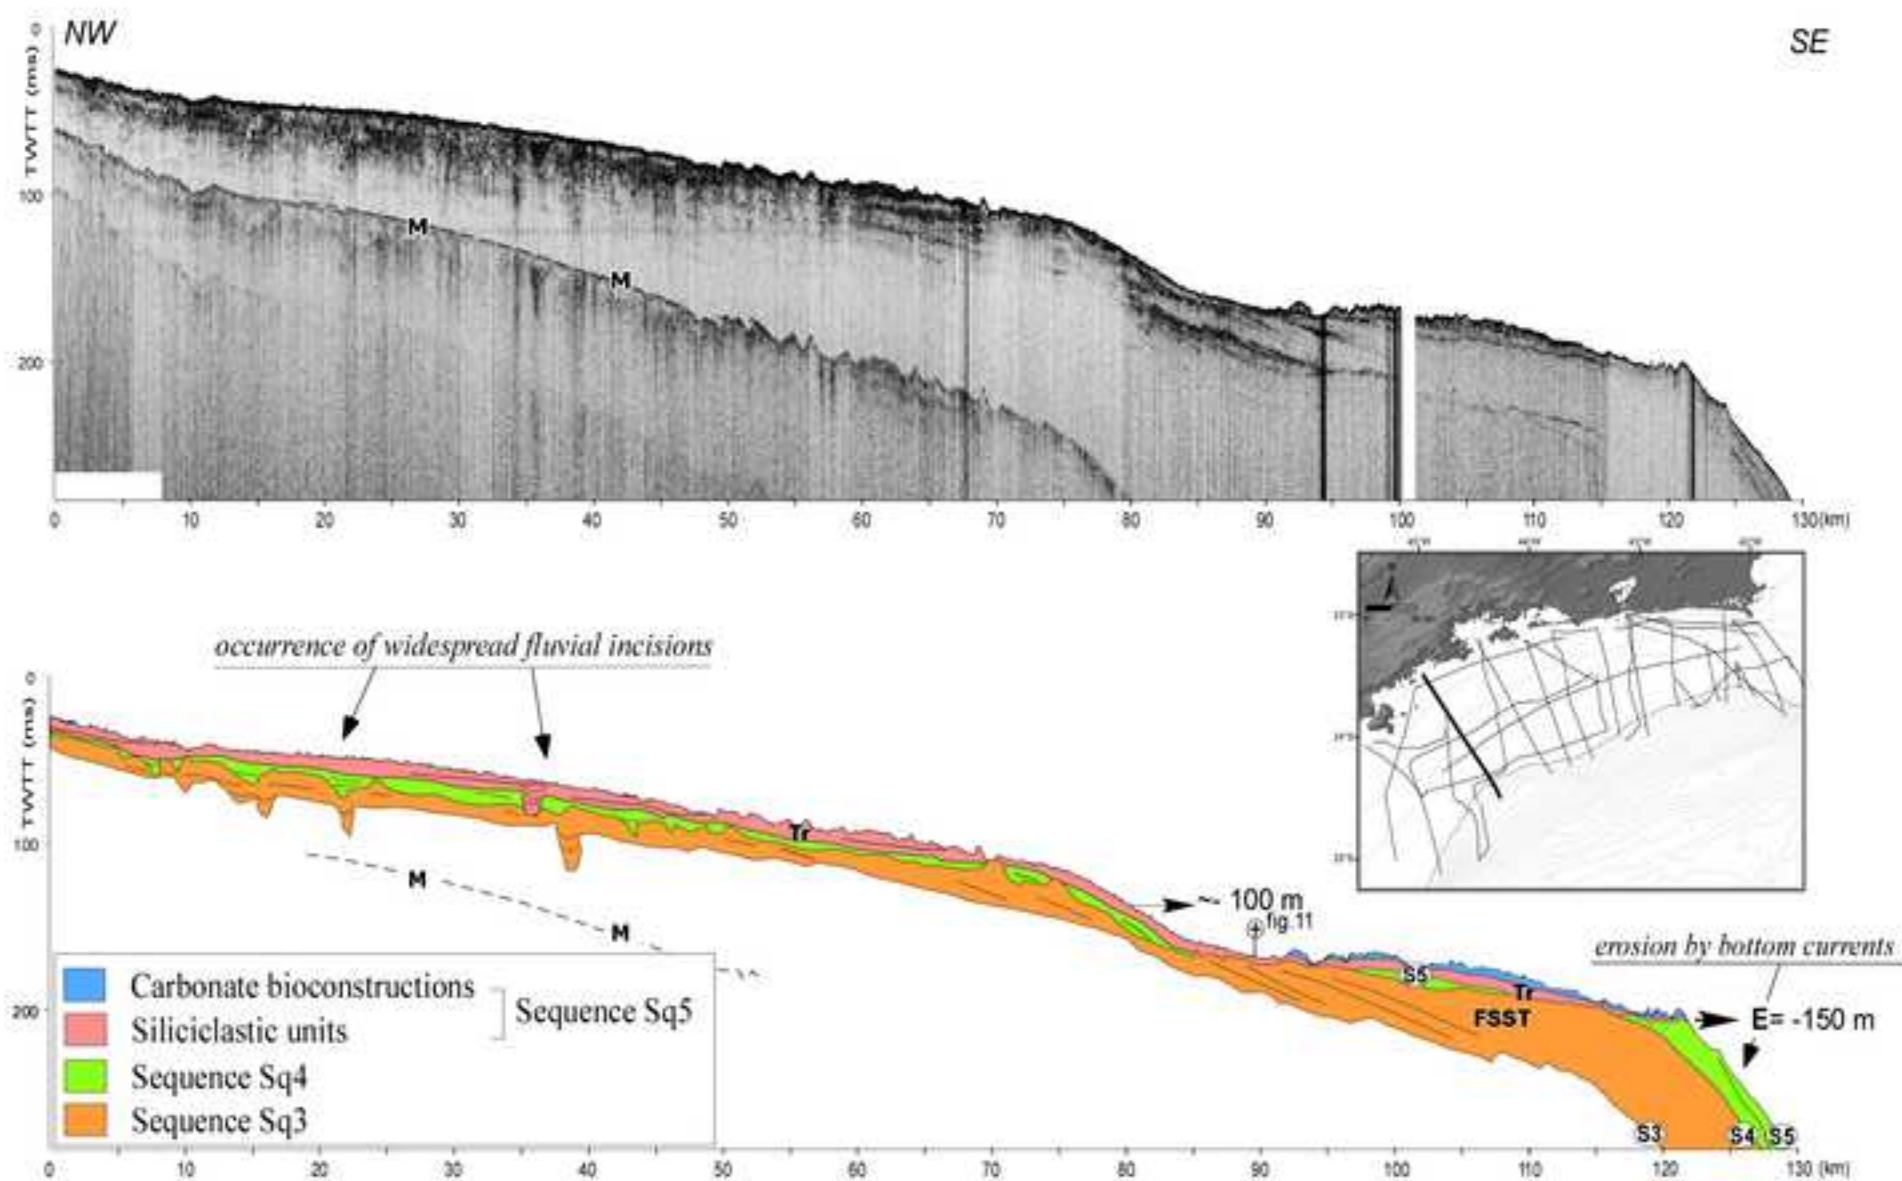 NW
SE
TWTT (ms)
0
100
200
M
M
0 10 20 30 40 50 60 70 80 90 100 110 120 130(km)
occurrence of widespread fluvial incisions
TWTT (ms)
0
100
200
Tr
M
M
~- 100 m
fig.11
erosion by bottom currents
S5
Tr
FSST
E= -150 m
Carbonate bioconstructions
Siliciclastic units
Sequence Sq5
Sequence Sq4
Sequence Sq3
S3 S4 S5
0 10 20 30 40 50 60 70 80 90 100 110 120 130 (km)